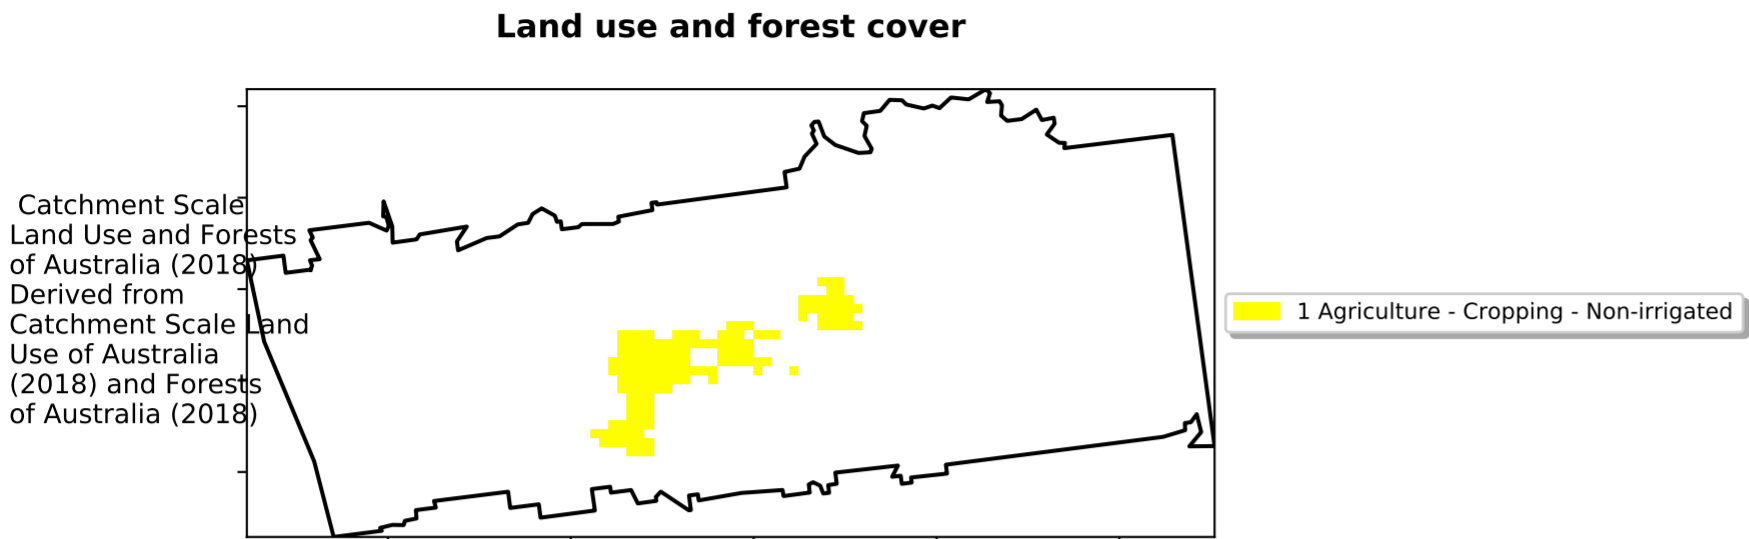 Land use and forest cover
Catchment Scale
Land Use and Forests
of Australia (2018)
Derived from
Catchment Scale Land
Use of Australia
(2018) and Forests
of Australia (2018)
1 Agriculture - Cropping - Non-irrigated